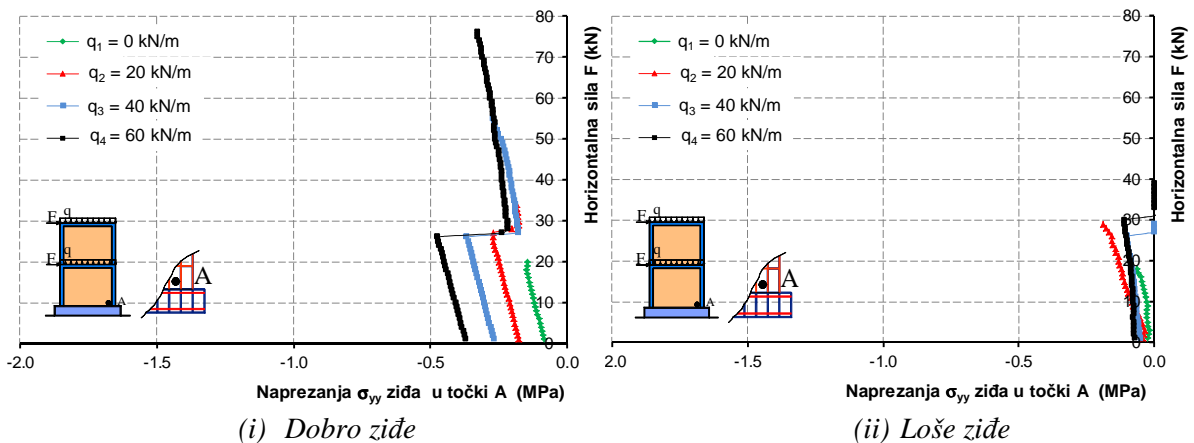 q₁ = 0 kN/m
q₂ = 20 kN/m
q₃ = 40 kN/m
q₄ = 60 kN/m
80
70
60
50
40
30
20
10
0
Horizontalna sila F (kN)
F q
F q
A
A
-2.0 -1.5 -1.0 -0.5 0.0
Naprezanja σyy ziđa u točki A (MPa)
(i) Dobro ziđe
q₁ = 0 kN/m
q₂ = 20 kN/m
q₃ = 40 kN/m
q₄ = 60 kN/m
80
70
60
50
40
30
20
10
0
Horizontalna sila F (kN)
F q
F q
A
A
-2.0 -1.5 -1.0 -0.5 0.0
Naprezanja σyy ziđa u točki A (MPa)
(ii) Loše ziđe